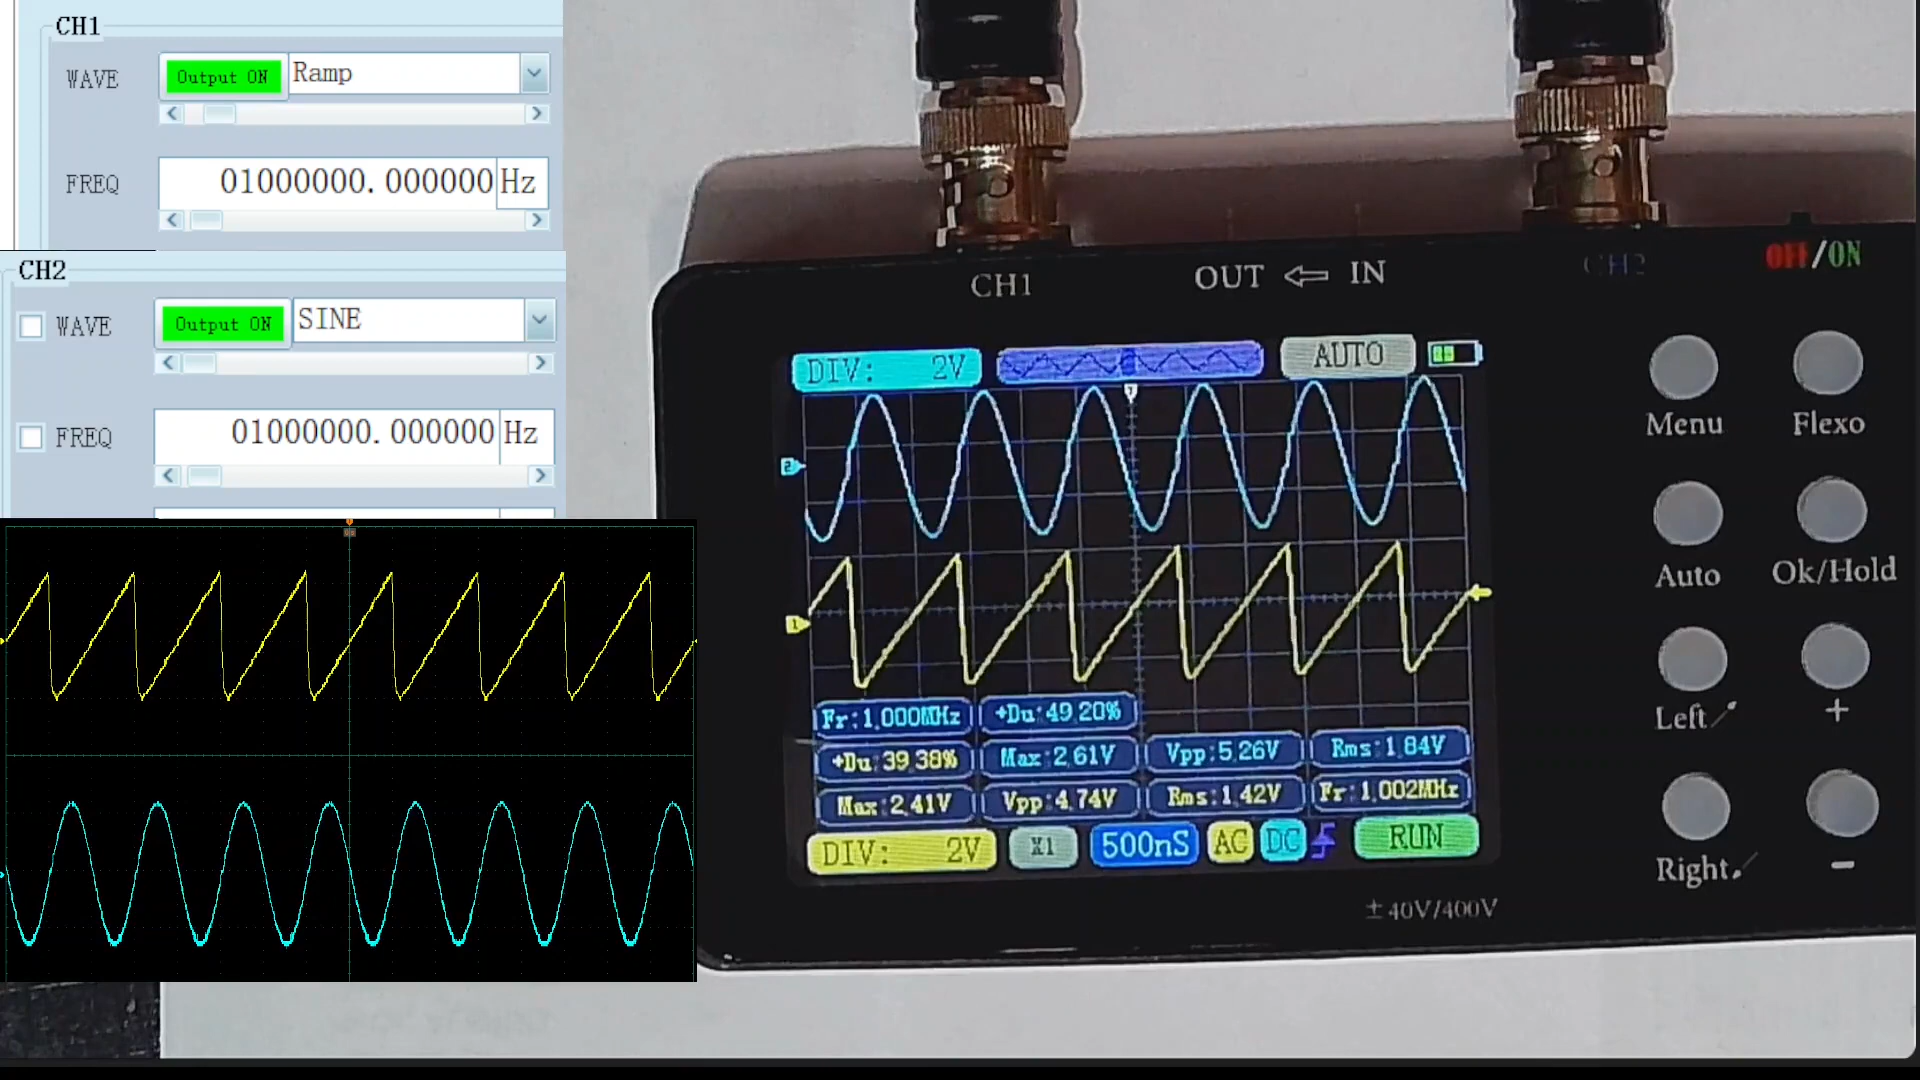 CH1
WAVE Output ON Ramp
FREQ 01000000.000000 Hz
CH2
WAVE Output ON SINE
FREQ 01000000.000000 Hz
CH1 OUT ⇦ IN CH2 OFF/ON
DIV: 2V AUTO
2
1
Fr:1.000MHz +Du:49.20%
+Du:39.38% Max:2.61V Vpp:5.26V Rms:1.84V
Max:2.41V Vpp:4.74V Rms:1.42V Fr:1.002MHz
DIV: 2V X1 500nS AC DC RUN
±40V/400V
Menu Flexo
Auto Ok/Hold
Left +
Right −